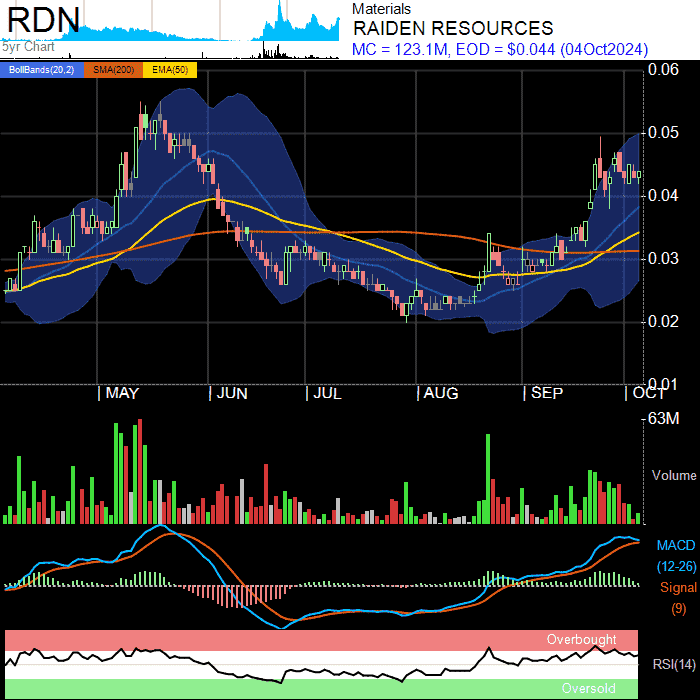 RDN
5yr Chart
Materials
RAIDEN RESOURCES
MC = 123.1M, EOD = $0.044 (04Oct2024)
BollBands(20,2) SMA(200) EMA(50)
0.06
0.05
0.04
0.03
0.02
0.01
MAY JUN JUL AUG SEP OCT
63M
Volume
MACD
(12-26)
Signal
(9)
Overbought
RSI(14)
Oversold